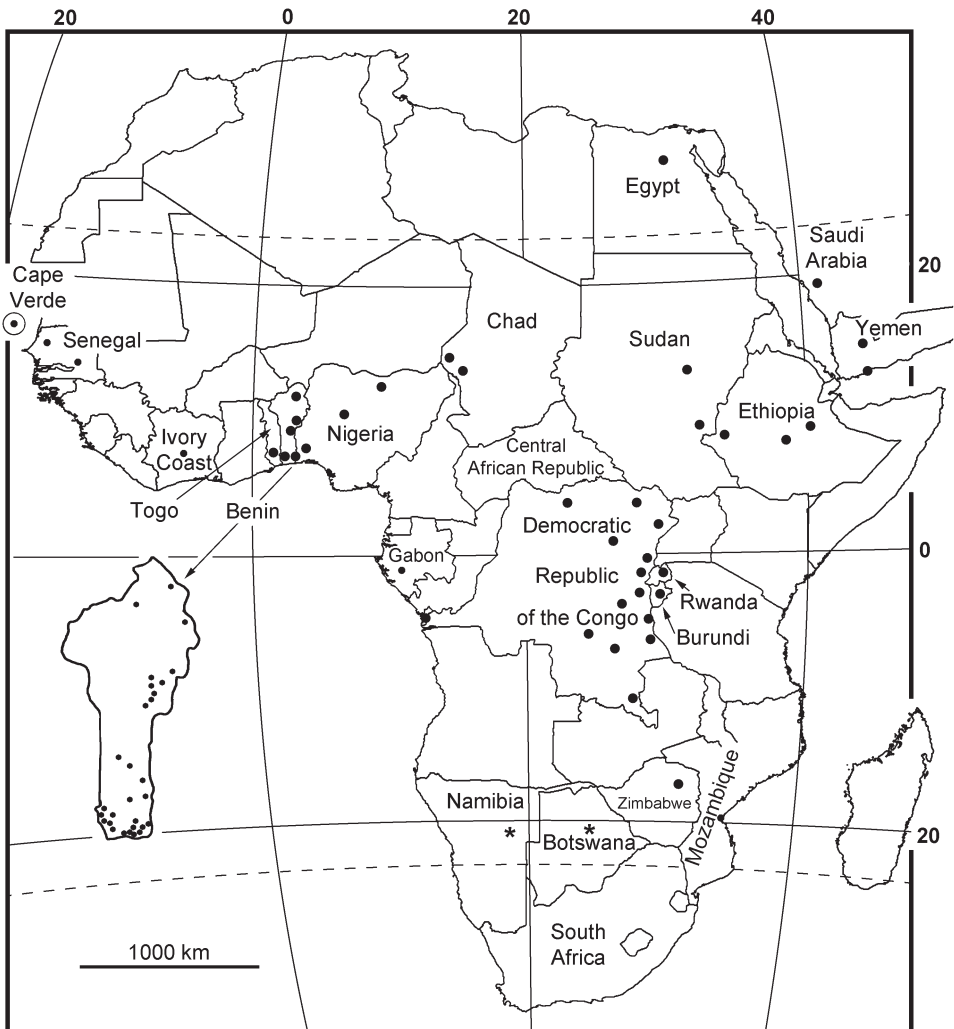 20 0 20 40
Egypt
Saudi
Arabia
20
Cape
Verde
Chad
Senegal
Sudan
Yemen
Ethiopia
Ivory
Coast
Nigeria
Central
African Republic
Togo
Benin
Democratic
0
Gabon
Republic
Rwanda
of the Congo
Burundi
Mozambique
Namibia
Zimbabwe
*
*
Botswana
20
South
Africa
1000 km